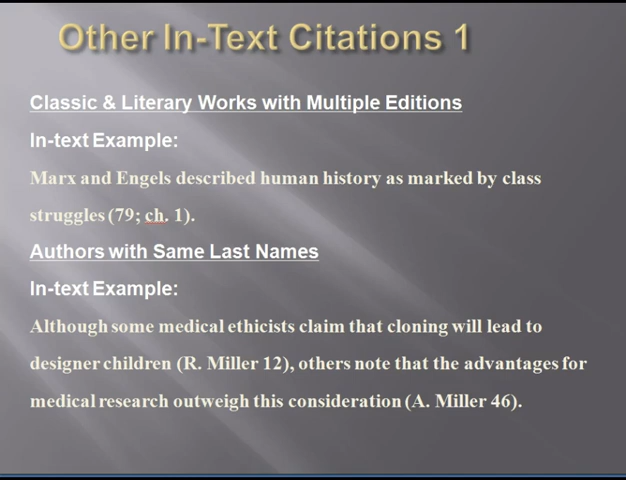 Other In-Text Citations 1
Classic & Literary Works with Multiple Editions
In-text Example:
Marx and Engels described human history as marked by class
struggles (79; ch. 1).
Authors with Same Last Names
In-text Example:
Although some medical ethicists claim that cloning will lead to
designer children (R. Miller 12), others note that the advantages for
medical research outweigh this consideration (A. Miller 46).